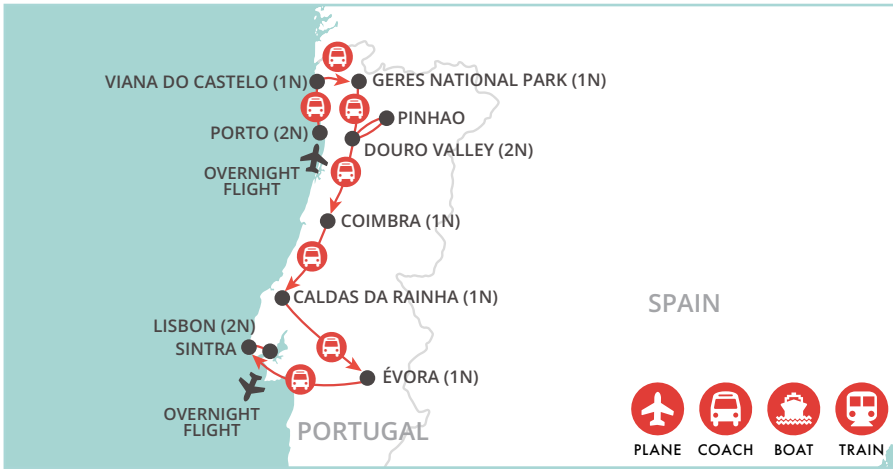 VIANA DO CASTELO (1N)
GERES NATIONAL PARK (1N)
PINHAO
PORTO (2N)
DOURO VALLEY (2N)
OVERNIGHT
FLIGHT
COIMBRA (1N)
CALDAS DA RAINHA (1N)
SPAIN
LISBON (2N)
SINTRA
ÉVORA (1N)
OVERNIGHT
FLIGHT
PORTUGAL
PLANE
COACH
BOAT
TRAIN